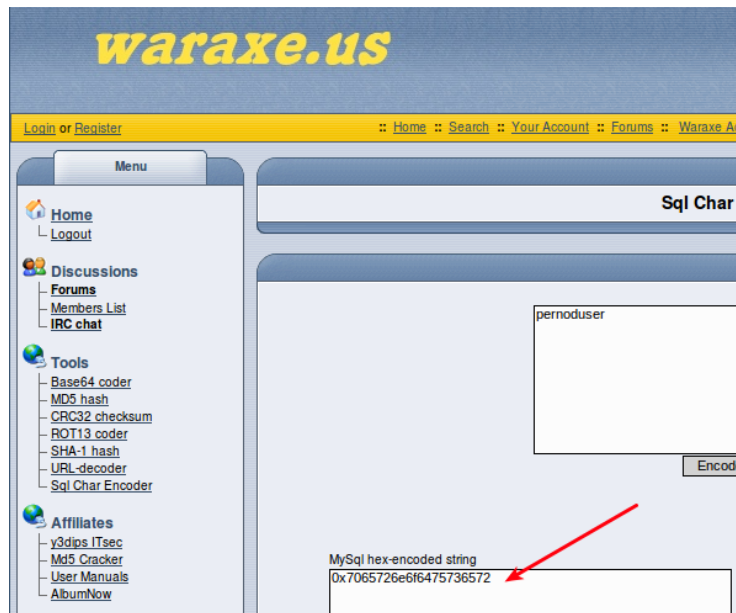 waraxe.us
Login or Register
:: Home :: Search :: Your Account :: Forums :: Waraxe
Menu
Home
Logout
Discussions
Forums
Members List
IRC chat
Tools
Base64 coder
MD5 hash
CRC32 checksum
ROT13 coder
SHA-1 hash
URL-decoder
Sql Char Encoder
Affiliates
y3dips ITsec
Md5 Cracker
User Manuals
AlbumNow
Sql Char
pernoduser
Encod
MySql hex-encoded string
0x7065726e6f6475736572